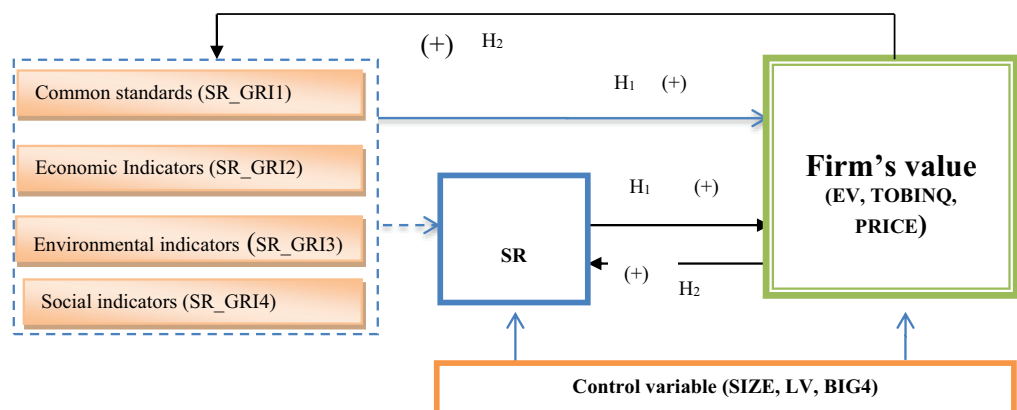 (+) H2
H1 (+)
Common standards (SR_GRI1)
Economic Indicators (SR_GRI2)
Environmental indicators (SR_GRI3)
Social indicators (SR_GRI4)
H1 (+)
SR
(+) H2
Firm's value
(EV, TOBINQ,
PRICE)
Control variable (SIZE, LV, BIG4)